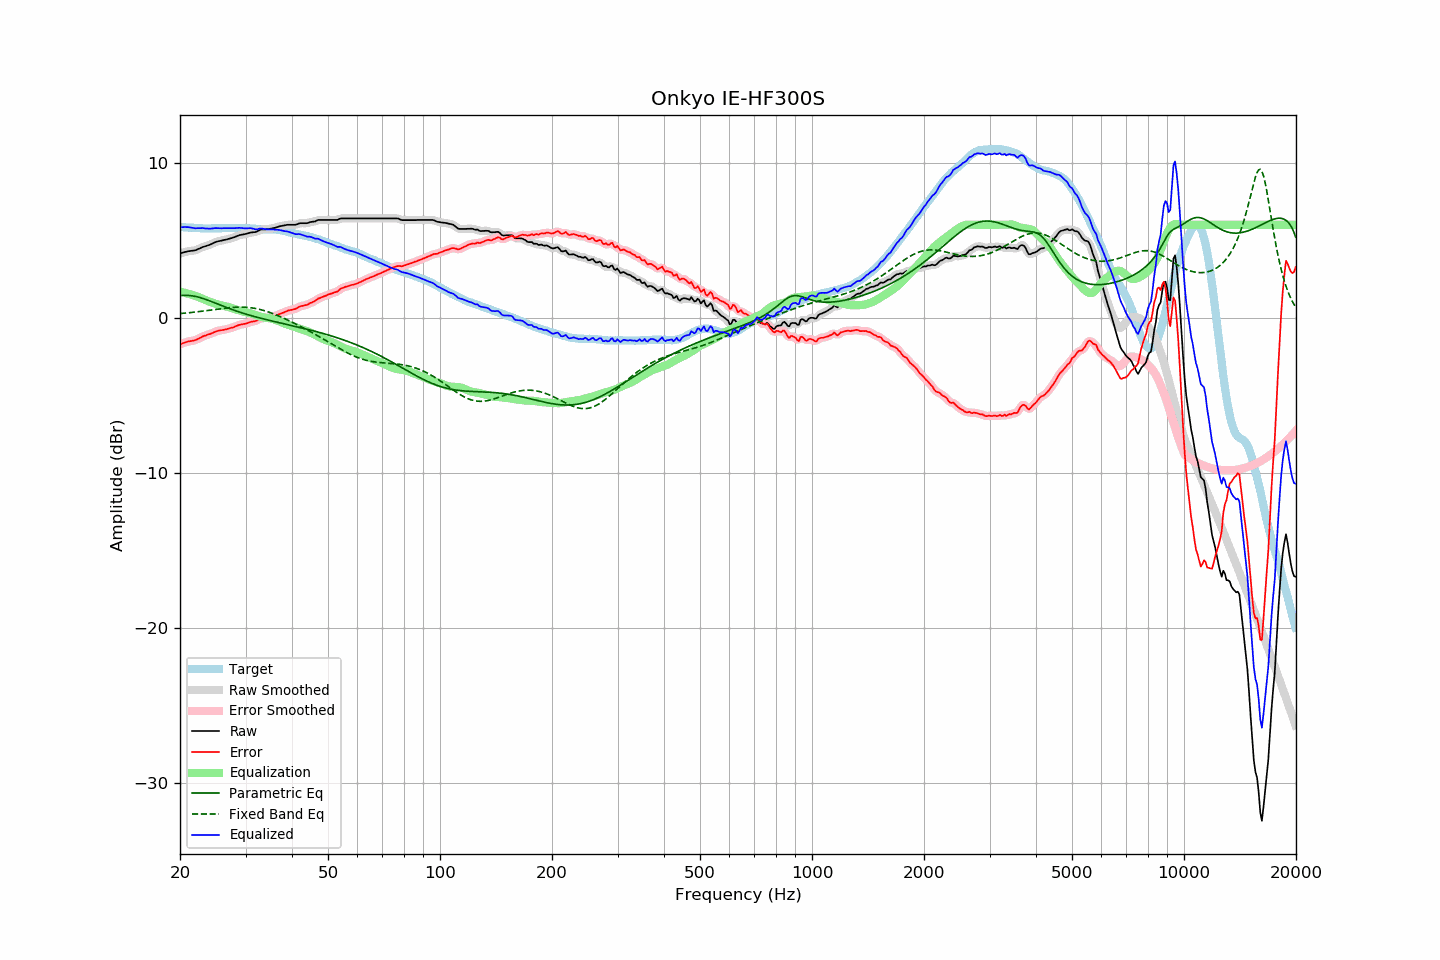 Onkyo IE-HF300S
Amplitude (dBr)
10
0
−10
−20
−30
Target
Raw Smoothed
Error Smoothed
Raw
Error
Equalization
Parametric Eq
Fixed Band Eq
Equalized
20 50 100 200 500 1000 2000 5000 10000 20000
Frequency (Hz)